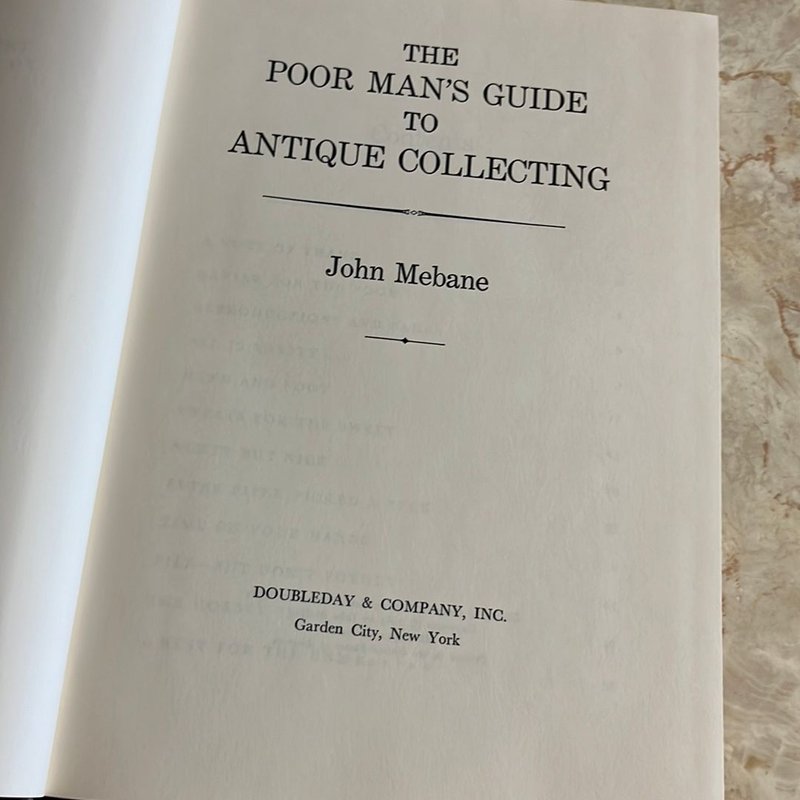 THE
POOR MAN'S GUIDE
TO
ANTIQUE COLLECTING
John Mebane
DOUBLEDAY & COMPANY, INC.
Garden City, New York